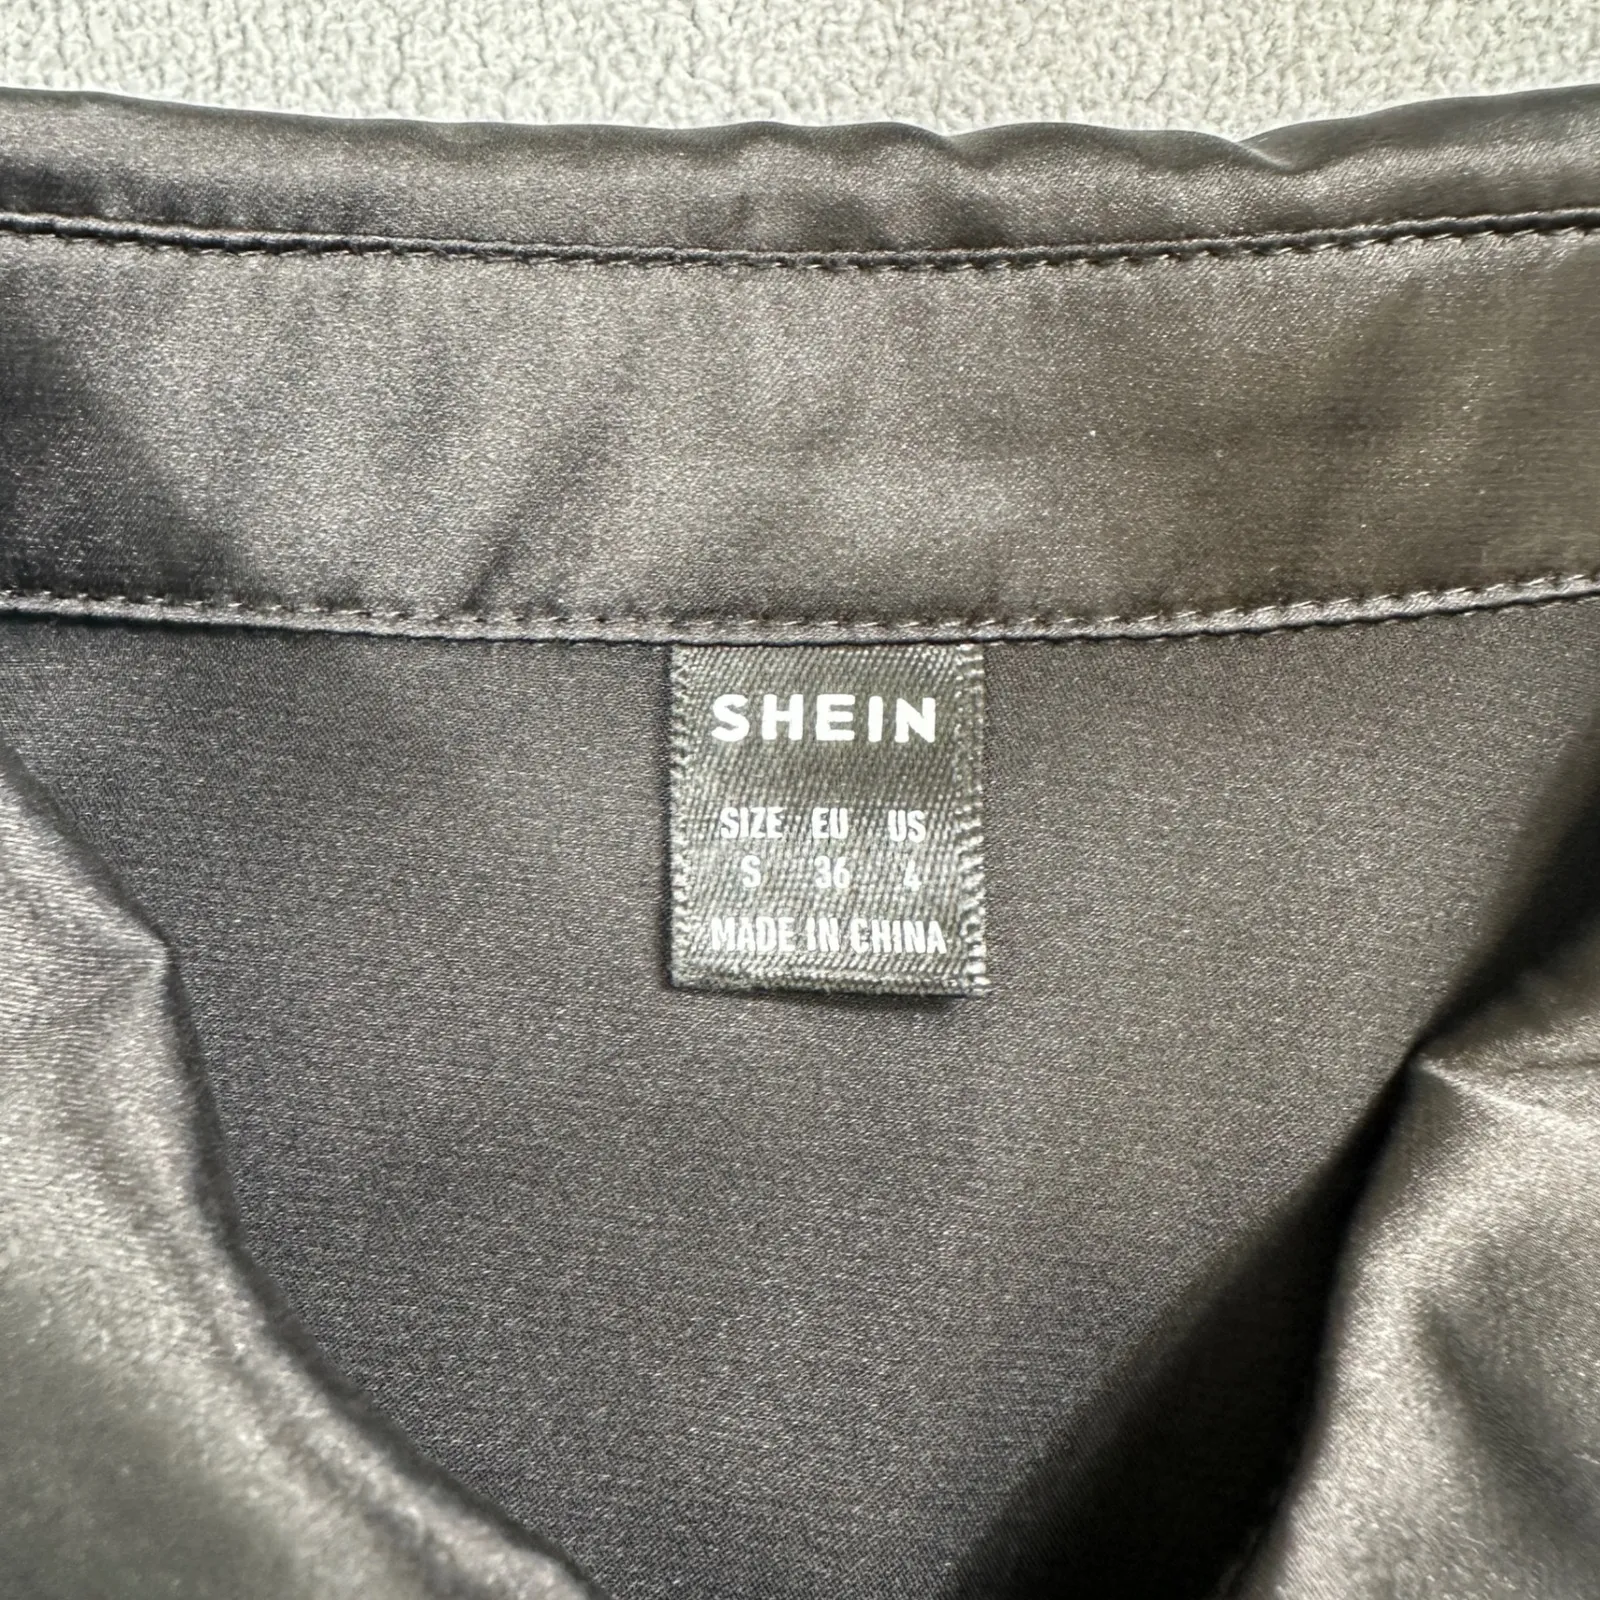 SHEIN
SIZE EU US
S 36 4
MADE IN CHINA